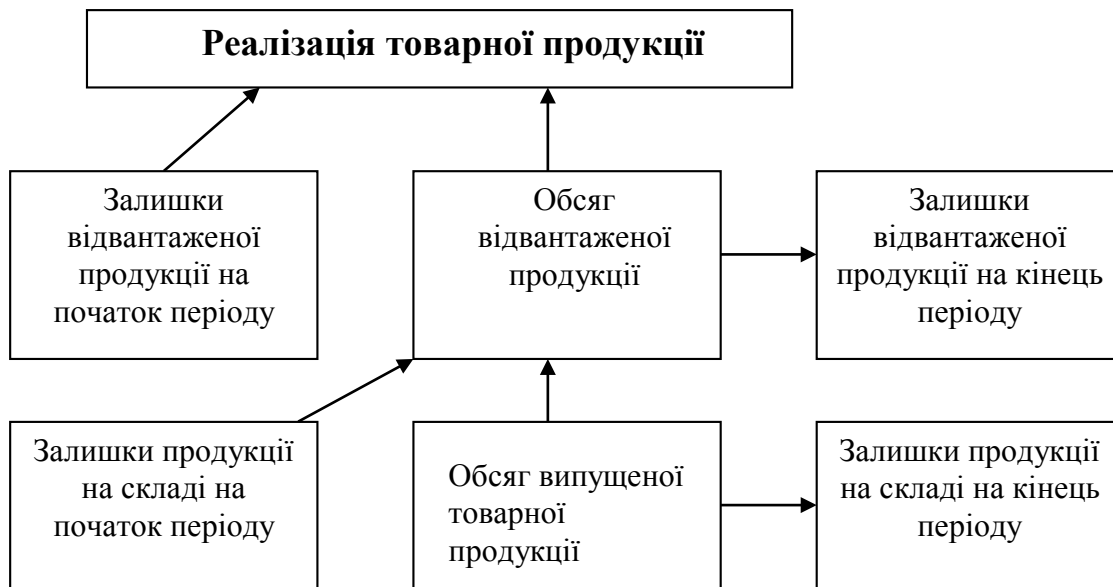 Реалізація товарної продукції
Залишки
відвантаженої
продукції на
початок періоду
Обсяг
відвантаженої
продукції
Залишки
відвантаженої
продукції на кінець
періоду
Залишки продукції
на складі на
початок періоду
Обсяг випущеної
товарної
продукції
Залишки продукції
на складі на кінець
періоду